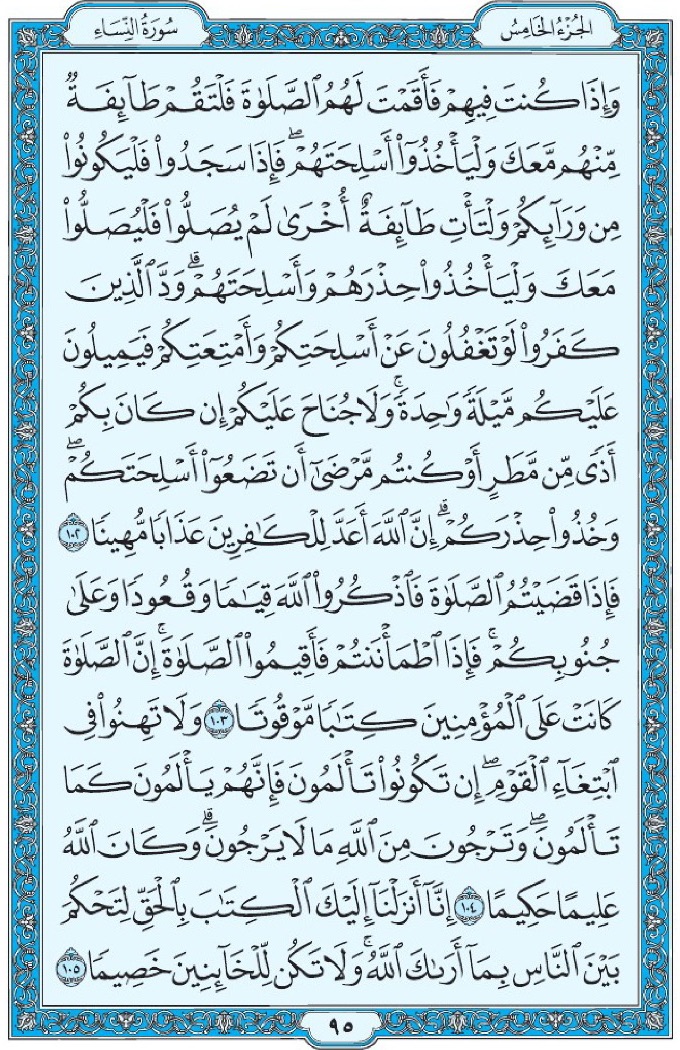 الجُزْءُ الخَامِسُ
سُورَةُ النِّسَاءِ
وَإِذَا كُنتَ فِيهِمْ فَأَقَمْتَ لَهُمُ ٱلصَّلَوٰةَ فَلْتَقُمْ طَآئِفَةٌ
مِّنْهُم مَّعَكَ وَلْيَأْخُذُوٓا۟ أَسْلِحَتَهُمْۖ فَإِذَا سَجَدُوا۟ فَلْيَكُونُوا۟
مِن وَرَآئِكُمْ وَلْتَأْتِ طَآئِفَةٌ أُخْرَىٰ لَمْ يُصَلُّوا۟ فَلْيُصَلُّوا۟
مَعَكَ وَلْيَأْخُذُوا۟ حِذْرَهُمْ وَأَسْلِحَتَهُمْۗ وَدَّ ٱلَّذِينَ
كَفَرُوا۟ لَوْ تَغْفُلُونَ عَنْ أَسْلِحَتِكُمْ وَأَمْتِعَتِكُمْ فَيَمِيلُونَ
عَلَيْكُم مَّيْلَةً وَٰحِدَةًۚ وَلَا جُنَاحَ عَلَيْكُمْ إِن كَانَ بِكُمْ
أَذًى مِّن مَّطَرٍ أَوْ كُنتُم مَّرْضَىٰٓ أَن تَضَعُوٓا۟ أَسْلِحَتَكُمْۖ
وَخُذُوا۟ حِذْرَكُمْۗ إِنَّ ٱللَّهَ أَعَدَّ لِلْكَٰفِرِينَ عَذَابًا مُّهِينًا ١٠٢
فَإِذَا قَضَيْتُمُ ٱلصَّلَوٰةَ فَٱذْكُرُوا۟ ٱللَّهَ قِيَٰمًا وَقُعُودًا وَعَلَىٰ
جُنُوبِكُمْۚ فَإِذَا ٱطْمَأْنَنتُمْ فَأَقِيمُوا۟ ٱلصَّلَوٰةَۚ إِنَّ ٱلصَّلَوٰةَ
كَانَتْ عَلَى ٱلْمُؤْمِنِينَ كِتَٰبًا مَّوْقُوتًا ١٠٣ وَلَا تَهِنُوا۟ فِى
ٱبْتِغَآءِ ٱلْقَوْمِۖ إِن تَكُونُوا۟ تَأْلَمُونَ فَإِنَّهُمْ يَأْلَمُونَ كَمَا
تَأْلَمُونَۖ وَتَرْجُونَ مِنَ ٱللَّهِ مَا لَا يَرْجُونَۗ وَكَانَ ٱللَّهُ
عَلِيمًا حَكِيمًا ١٠٤ إِنَّآ أَنزَلْنَآ إِلَيْكَ ٱلْكِتَٰبَ بِٱلْحَقِّ لِتَحْكُمَ
بَيْنَ ٱلنَّاسِ بِمَآ أَرَىٰكَ ٱللَّهُۚ وَلَا تَكُن لِّلْخَآئِنِينَ خَصِيمًا ١٠٥
٩٥